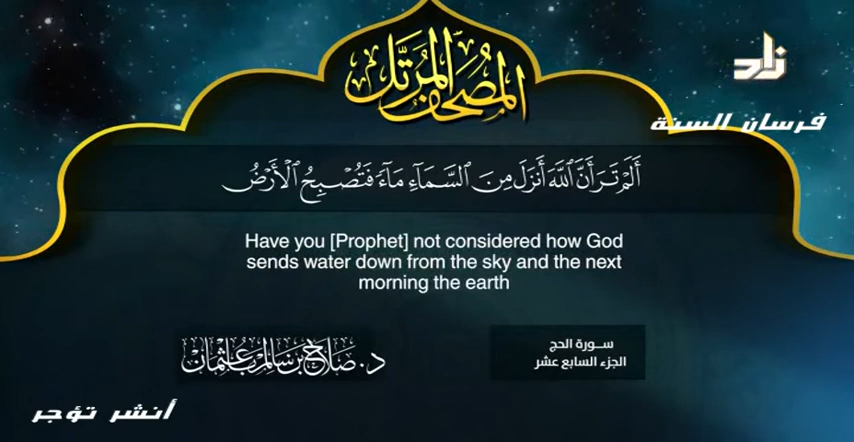 المصحف المرتل
زاد
فرسان السنة
أَلَمْ تَرَ أَنَّ ٱللَّهَ أَنزَلَ مِنَ ٱلسَّمَآءِ مَآءً فَتُصْبِحُ ٱلْأَرْضُ
Have you [Prophet] not considered how God
sends water down from the sky and the next
morning the earth
د. صلاح بن سالم باعثمان
سورة الحج
الجزء السابع عشر
أنشر تؤجر